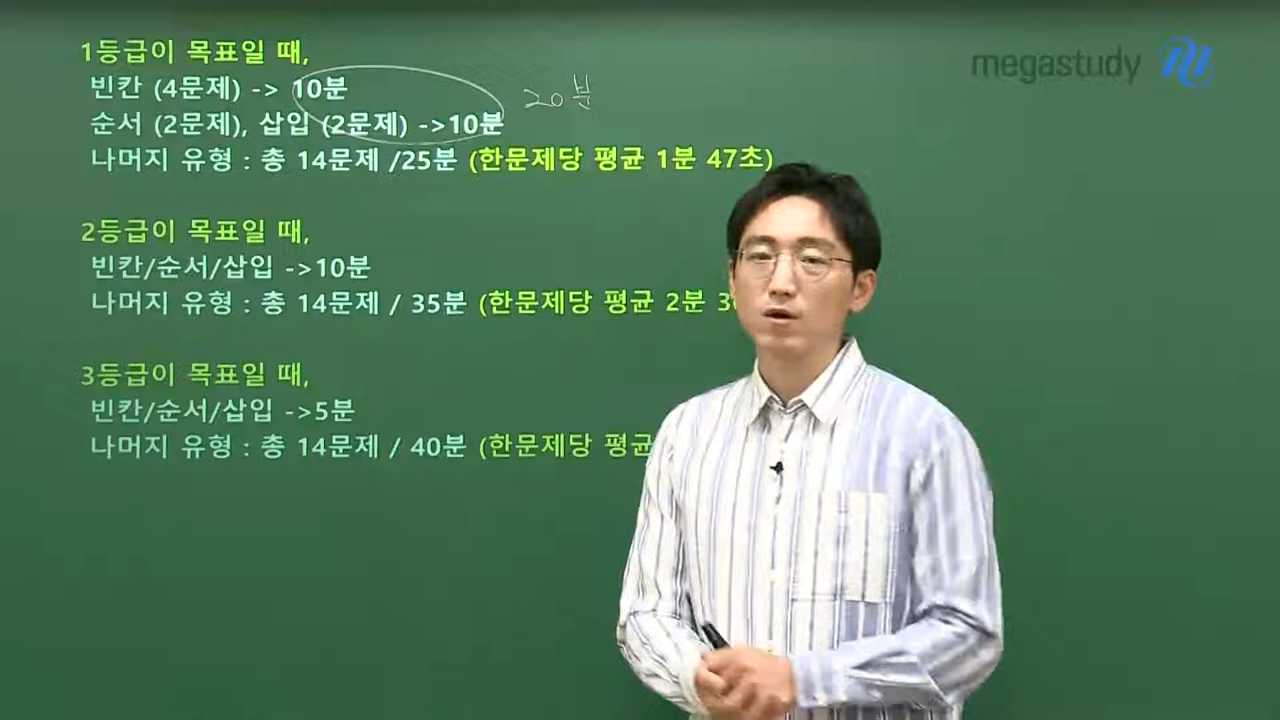 1등급이 목표일 때,
빈칸 (4문제) -> 10분
순서 (2문제), 삽입 (2문제) ->10분
20분
나머지 유형 : 총 14문제 /25분 (한문제당 평균 1분 47초)
2등급이 목표일 때,
빈칸/순서/삽입 ->10분
나머지 유형 : 총 14문제 / 35분 (한문제당 평균 2분 3
3등급이 목표일 때,
빈칸/순서/삽입 ->5분
나머지 유형 : 총 14문제 / 40분 (한문제당 평균
megastudy